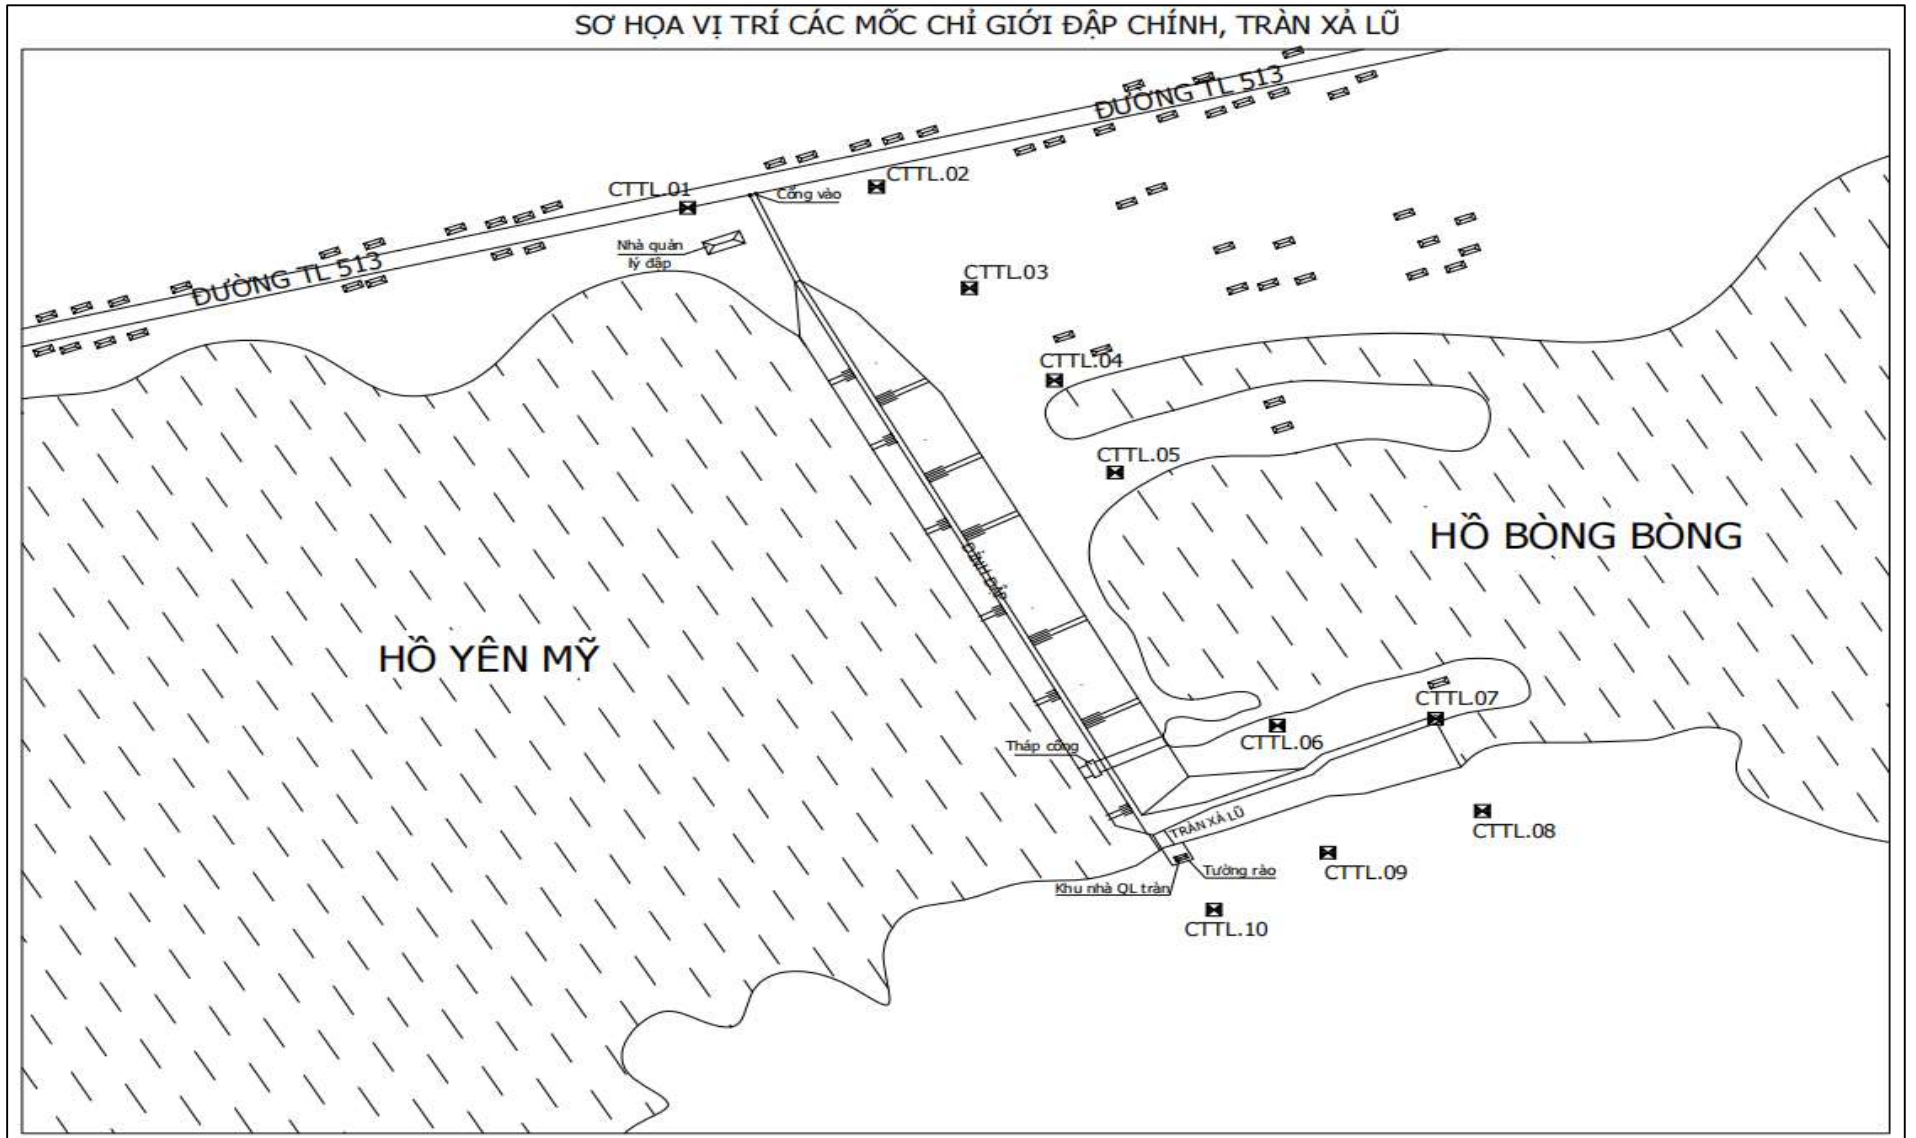 SƠ HỌA VỊ TRÍ CÁC MỐC CHỈ GIỚI ĐẬP CHÍNH, TRÀN XẢ LŨ
ĐƯỜNG TL 513
CTTL.02
CTTL.01
Cổng vào
Nhà quản
lý đập
ĐƯỜNG TL 513
CTTL.03
CTTL.04
CTTL.05
HỒ BÒNG BÒNG
ĐỈNH ĐẬP
HỒ YÊN MỸ
CTTL.07
CTTL.06
Tháp cống
TRÀN XẢ LŨ
CTTL.08
CTTL.09
Tường rào
Khu nhà QL tràn
CTTL.10